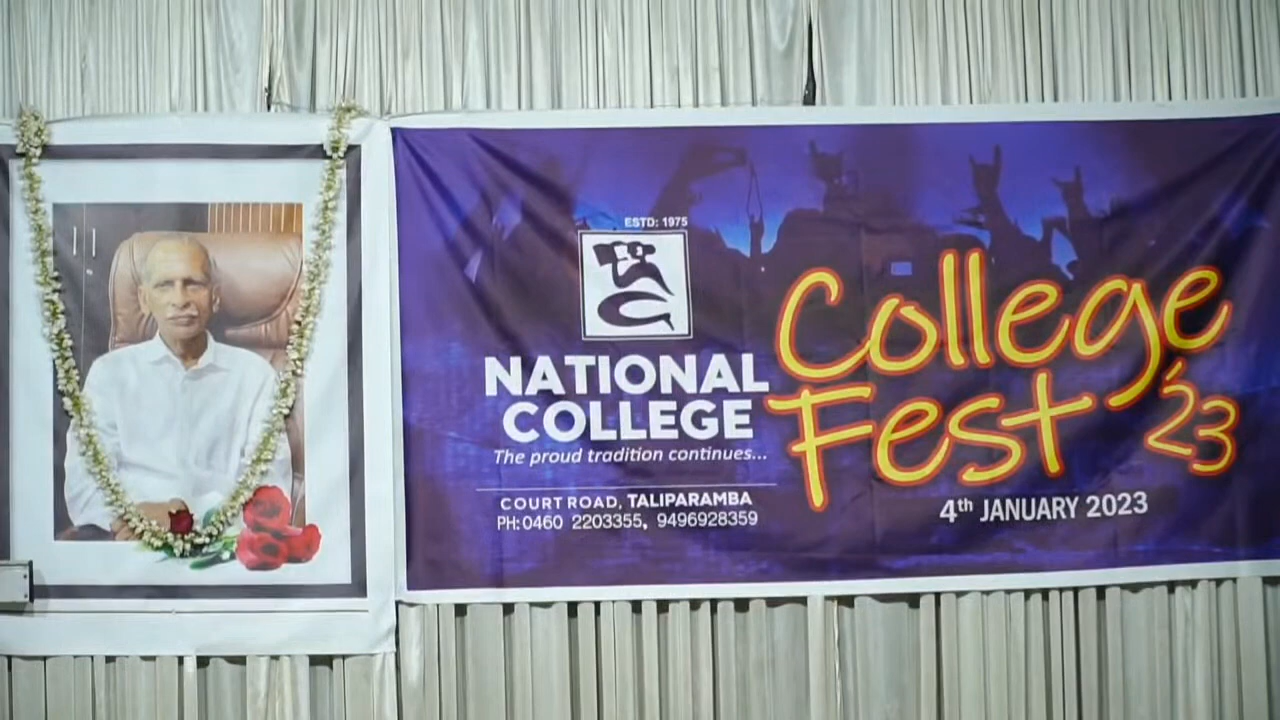 ESTD: 1975
NATIONAL
COLLEGE
The proud tradition continues...
COURT ROAD, TALIPARAMBA
PH:0460 2203355, 9496928359
College
Fest '23
4th JANUARY 2023